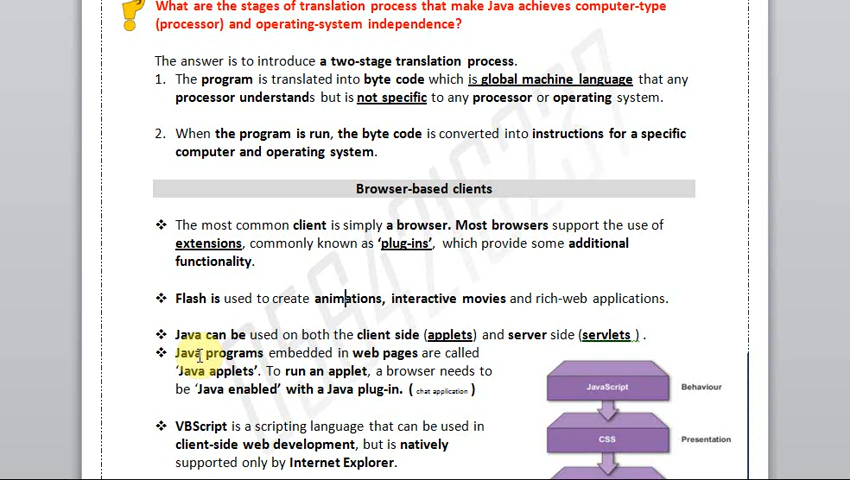 What are the stages of translation process that make Java achieves computer-type
(processor) and operating-system independence?
The answer is to introduce a two-stage translation process.
1. The program is translated into byte code which is global machine language that any
processor understands but is not specific to any processor or operating system.
2. When the program is run, the byte code is converted into instructions for a specific
computer and operating system.
Browser-based clients
❖ The most common client is simply a browser. Most browsers support the use of
extensions, commonly known as ‘plug-ins’, which provide some additional
functionality.
❖ Flash is used to create animations, interactive movies and rich-web applications.
❖ Java can be used on both the client side (applets) and server side (servlets ) .
❖ Java programs embedded in web pages are called
‘Java applets’. To run an applet, a browser needs to
be ‘Java enabled’ with a Java plug-in. ( chat application )
❖ VBScript is a scripting language that can be used in
client-side web development, but is natively
supported only by Internet Explorer.
JavaScript
Behaviour
CSS
Presentation